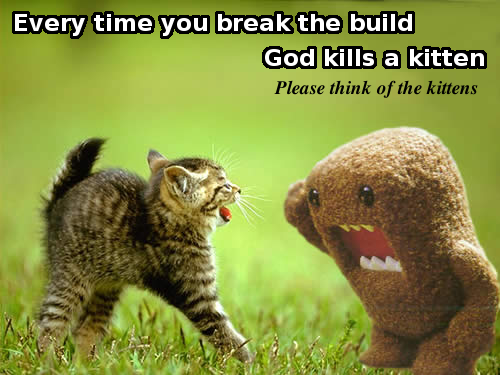 Every time you break the build
God kills a kitten
Please think of the kittens